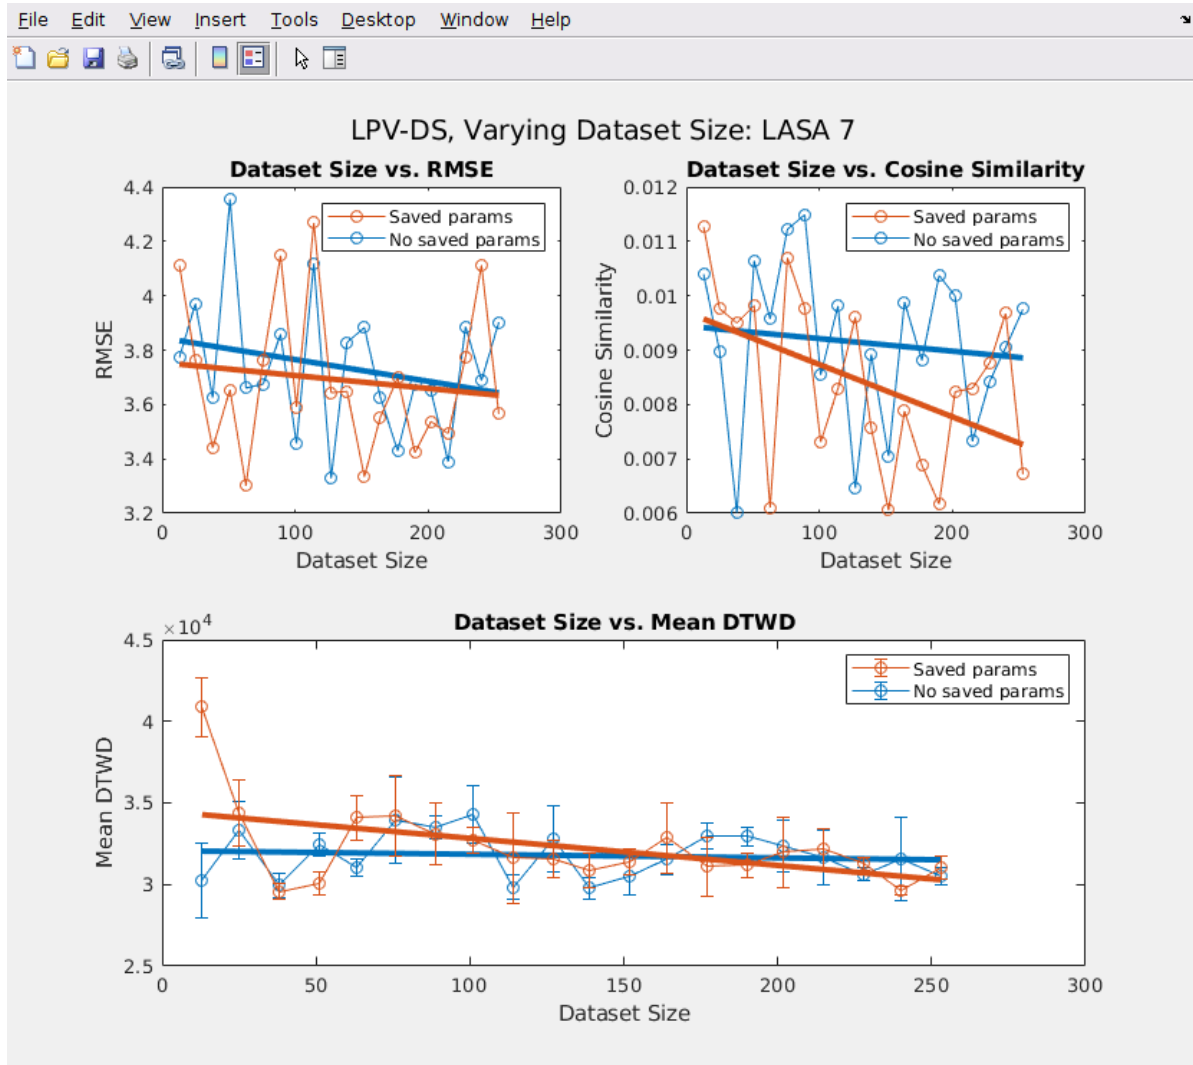 File Edit View Insert Tools Desktop Window Help
LPV-DS, Varying Dataset Size: LASA 7
Dataset Size vs. RMSE
4.4
4.2
4
3.8
3.6
3.4
3.2
RMSE
Saved params
No saved params
0 100 200 300
Dataset Size
Dataset Size vs. Cosine Similarity
0.012
0.011
0.01
0.009
0.008
0.007
0.006
Cosine Similarity
Saved params
No saved params
0 100 200 300
Dataset Size
Dataset Size vs. Mean DTWD
×10⁴
4.5
4
3.5
3
2.5
Mean DTWD
Saved params
No saved params
0 50 100 150 200 250 300
Dataset Size